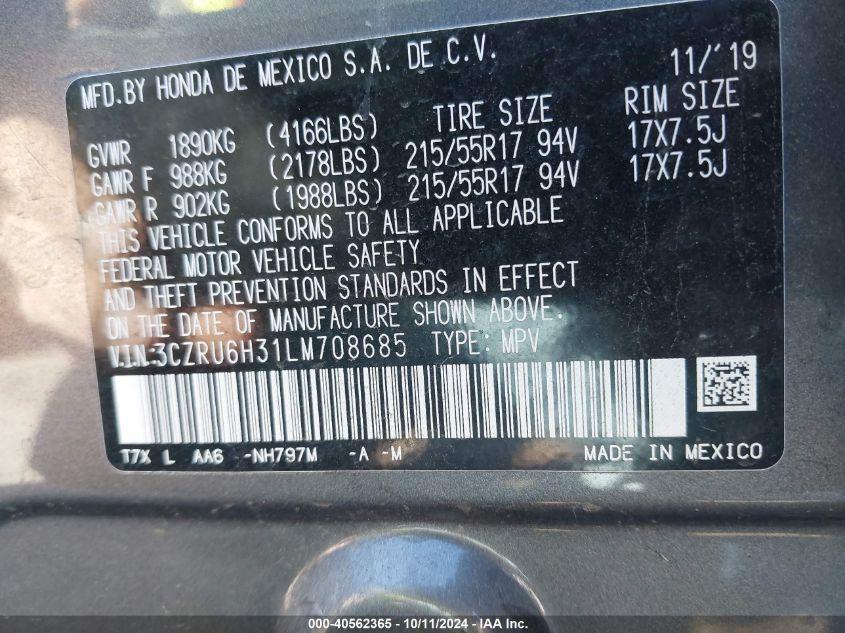 MFD.BY HONDA DE MEXICO S.A. DE C.V. 11/'19
TIRE SIZE RIM SIZE
GVWR 1890KG (4166LBS)
GAWR F 988KG (2178LBS) 215/55R17 94V 17X7.5J
GAWR R 902KG (1988LBS) 215/55R17 94V 17X7.5J
THIS VEHICLE CONFORMS TO ALL APPLICABLE
FEDERAL MOTOR VEHICLE SAFETY
AND THEFT PREVENTION STANDARDS IN EFFECT
ON THE DATE OF MANUFACTURE SHOWN ABOVE.
V.I.N:3CZRU6H31LM708685 TYPE: MPV
T7X L AA6 -NH797M -A -M MADE IN MEXICO
000-40562365 - 10/11/2024 - IAA Inc.